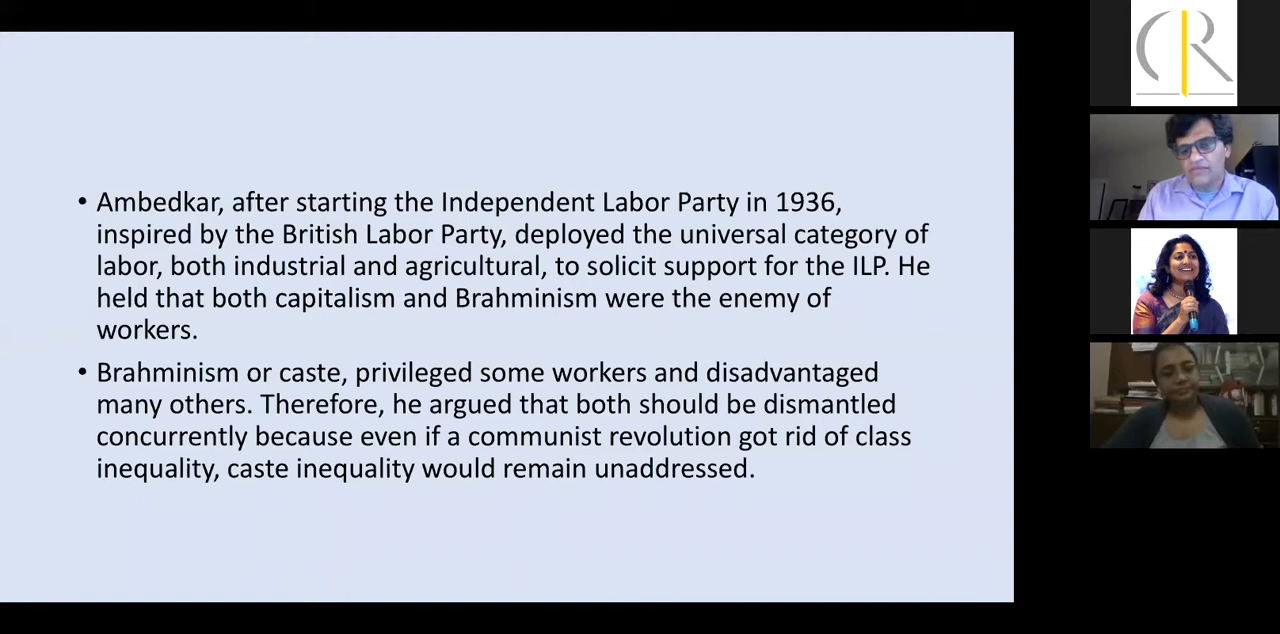 • Ambedkar, after starting the Independent Labor Party in 1936,
inspired by the British Labor Party, deployed the universal category of
labor, both industrial and agricultural, to solicit support for the ILP. He
held that both capitalism and Brahminism were the enemy of
workers.
• Brahminism or caste, privileged some workers and disadvantaged
many others. Therefore, he argued that both should be dismantled
concurrently because even if a communist revolution got rid of class
inequality, caste inequality would remain unaddressed.
CR